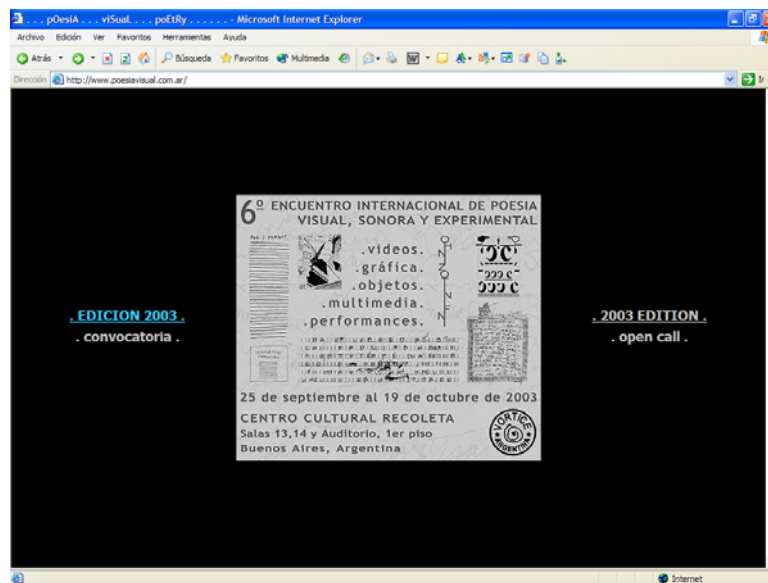 . . . pOesiA . . . viSuaL . . . poEtRy . . . . . . - Microsoft Internet Explorer
Archivo Edición Ver Favoritos Herramientas Ayuda
Atrás Búsqueda Favoritos Multimedia
Dirección http://www.poesiavisual.com.ar/ Ir
6º ENCUENTRO INTERNACIONAL DE POESIA
VISUAL, SONORA Y EXPERIMENTAL
.videos.
.gráfica.
.objetos.
.multimedia.
.performances.
. EDICION 2003 .
. convocatoria .
. 2003 EDITION .
. open call .
25 de septiembre al 19 de octubre de 2003
CENTRO CULTURAL RECOLETA
Salas 13,14 y Auditorio, 1er piso
Buenos Aires, Argentina
VORTICE
ARGENTINA
Internet